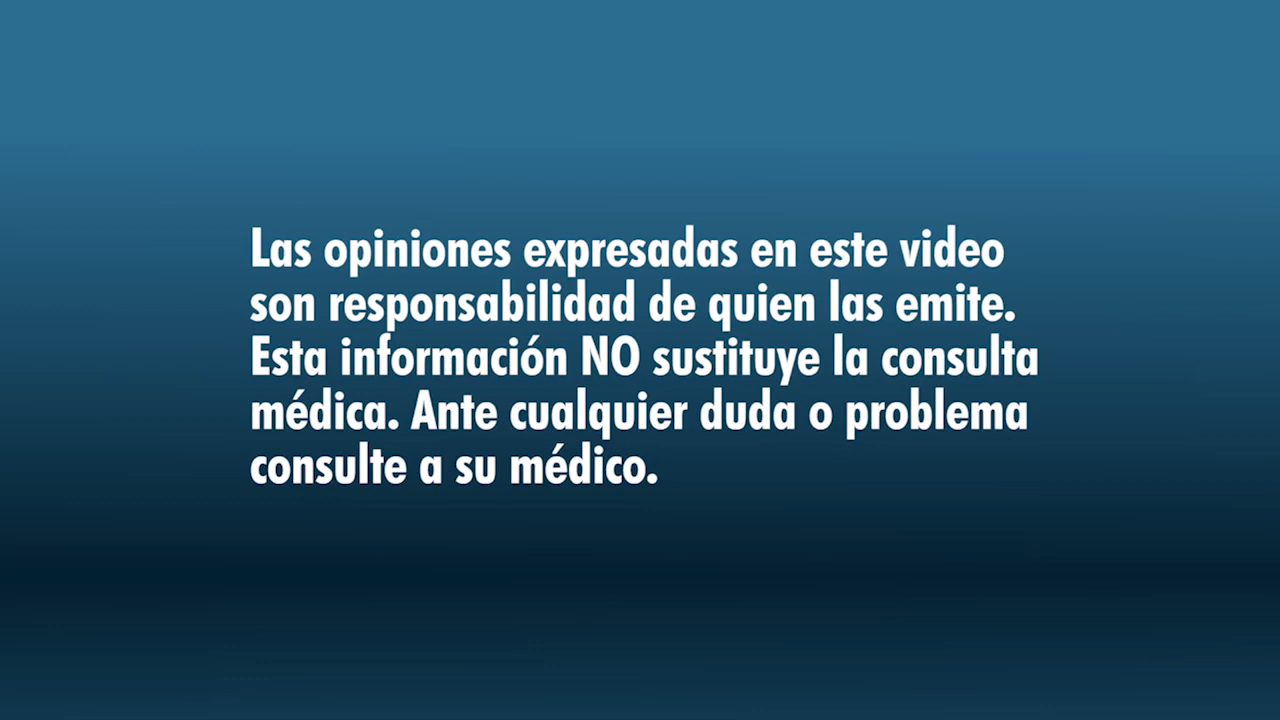 Las opiniones expresadas en este video
son responsabilidad de quien las emite.
Esta información NO sustituye la consulta
médica. Ante cualquier duda o problema
consulte a su médico.